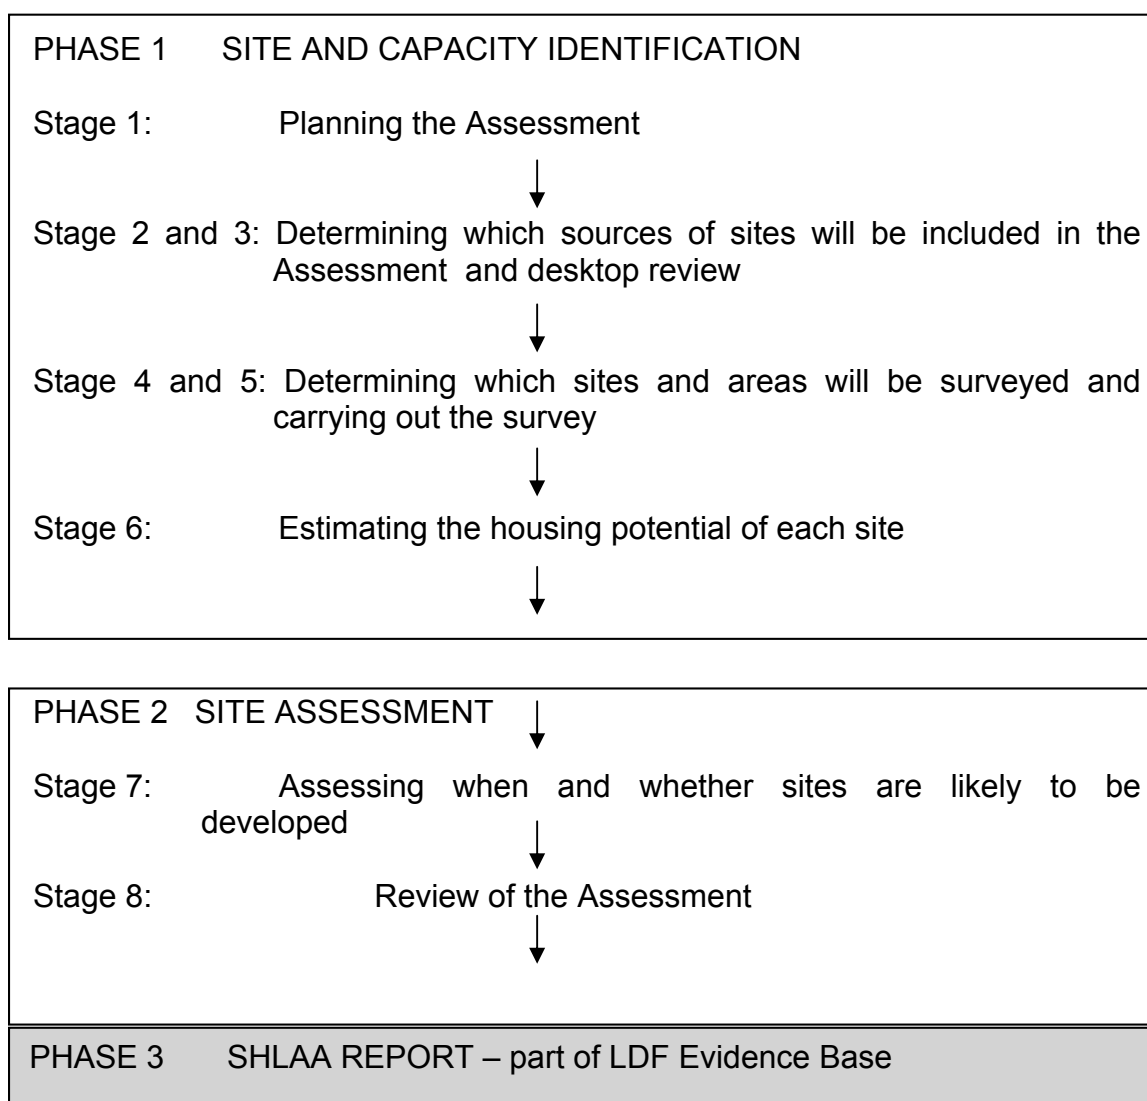 PHASE 1 SITE AND CAPACITY IDENTIFICATION
Stage 1: Planning the Assessment
Stage 2 and 3: Determining which sources of sites will be included in the
Assessment and desktop review
Stage 4 and 5: Determining which sites and areas will be surveyed and
carrying out the survey
Stage 6: Estimating the housing potential of each site
PHASE 2 SITE ASSESSMENT
Stage 7: Assessing when and whether sites are likely to be
developed
Stage 8: Review of the Assessment
PHASE 3 SHLAA REPORT – part of LDF Evidence Base